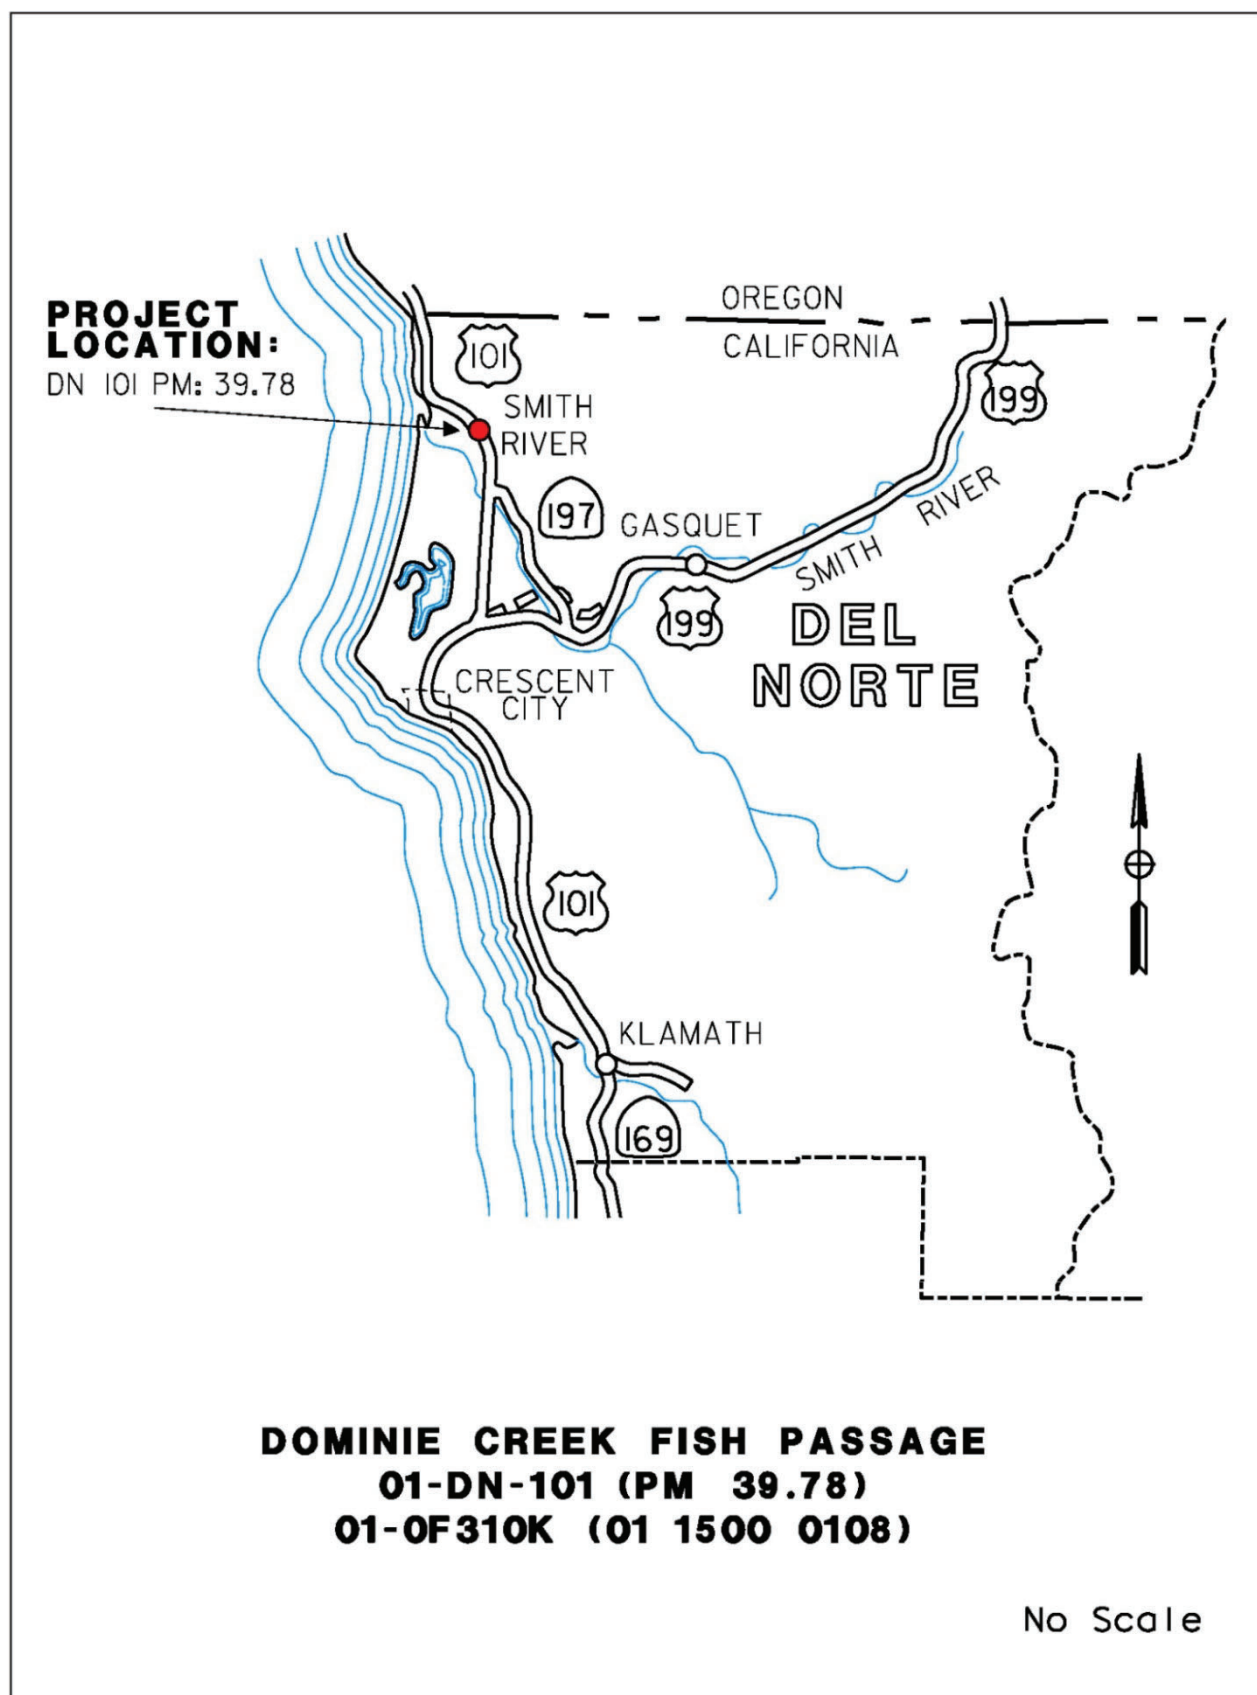 OREGON
CALIFORNIA
PROJECT
LOCATION:
DN 101 PM: 39.78
101
199
SMITH
RIVER
197
GASQUET
SMITH RIVER
199
DEL
NORTE
CRESCENT
CITY
101
KLAMATH
169
DOMINIE CREEK FISH PASSAGE
01-DN-101 (PM 39.78)
01-0F310K (01 1500 0108)
No Scale